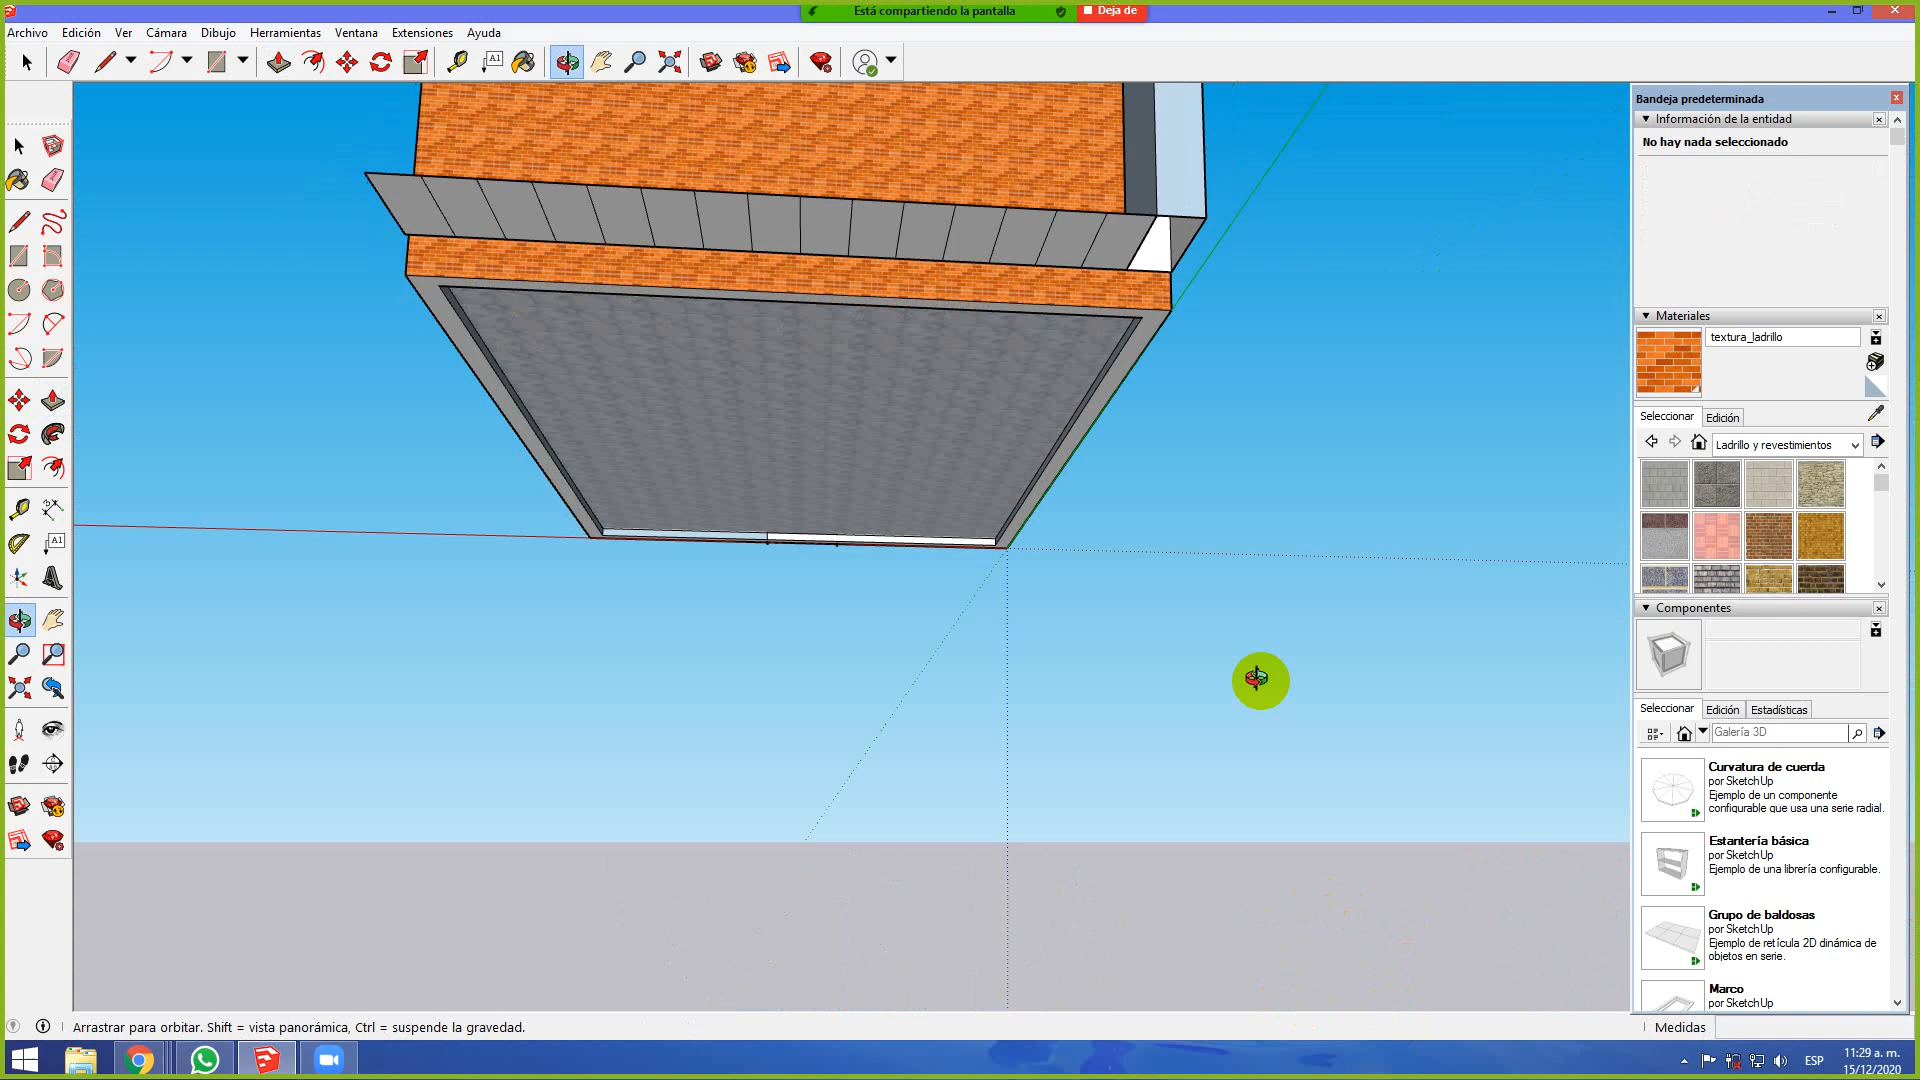 Está compartiendo la pantalla
Deja de
Archivo Edición Ver Cámara Dibujo Herramientas Ventana Extensiones Ayuda
A1
Bandeja predeterminada
Información de la entidad
No hay nada seleccionado
Materiales
textura_ladrillo
Seleccionar Edición
Ladrillo y revestimientos
A1
Componentes
Seleccionar Edición Estadísticas
Galería 3D
Curvatura de cuerda
por SketchUp
Ejemplo de un componente
configurable que usa una serie radial.
Estantería básica
por SketchUp
Ejemplo de una librería configurable.
Grupo de baldosas
por SketchUp
Ejemplo de retícula 2D dinámica de
objetos en serie.
Marco
por SketchUp
Arrastrar para orbitar. Shift = vista panorámica, Ctrl = suspende la gravedad.
Medidas
ESP
11:29 a. m.
15/12/2020